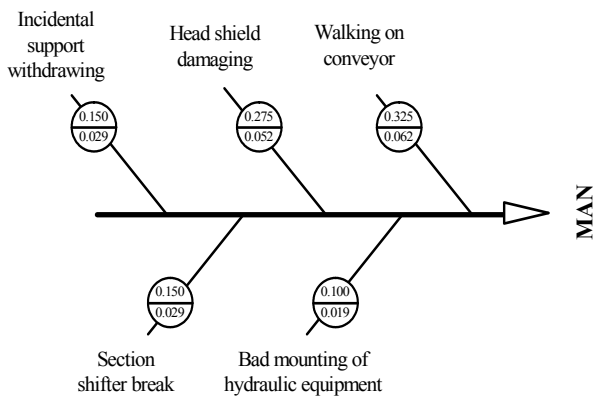 Incidental
support
withdrawing
Head shield
damaging
Walking on
conveyor
0.150
0.029
0.275
0.052
0.325
0.062
MAN
0.150
0.029
0.100
0.019
Section
shifter break
Bad mounting of
hydraulic equipment